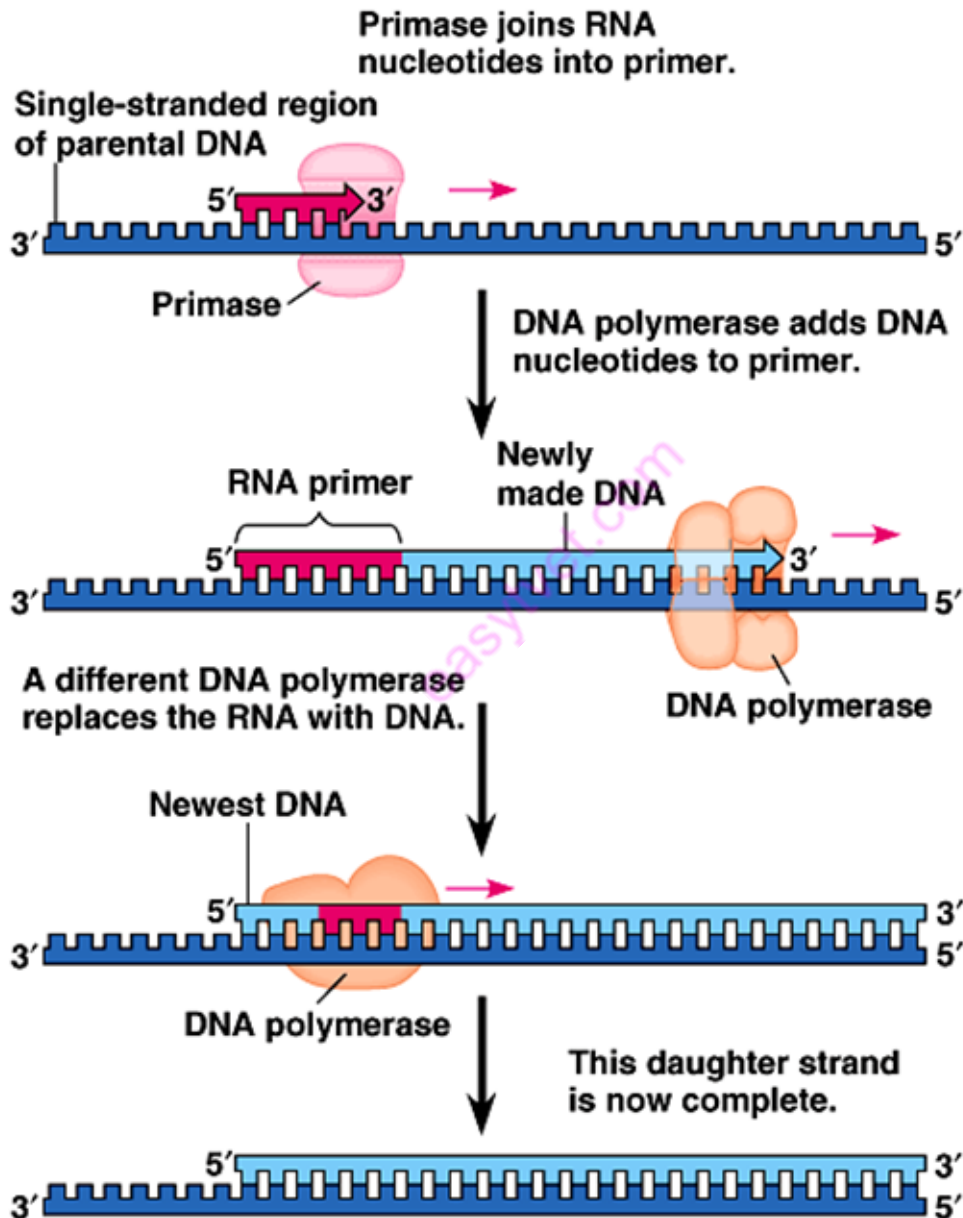 Primase joins RNA
nucleotides into primer.
Single-stranded region
of parental DNA
5′ 3′
3′ 5′
Primase
DNA polymerase adds DNA
nucleotides to primer.
Newly
made DNA
RNA primer
5′ 3′
3′ 5′
DNA polymerase
A different DNA polymerase
replaces the RNA with DNA.
Newest DNA
5′ 3′
3′ 5′
DNA polymerase
This daughter strand
is now complete.
5′ 3′
3′ 5′
easytvet.com